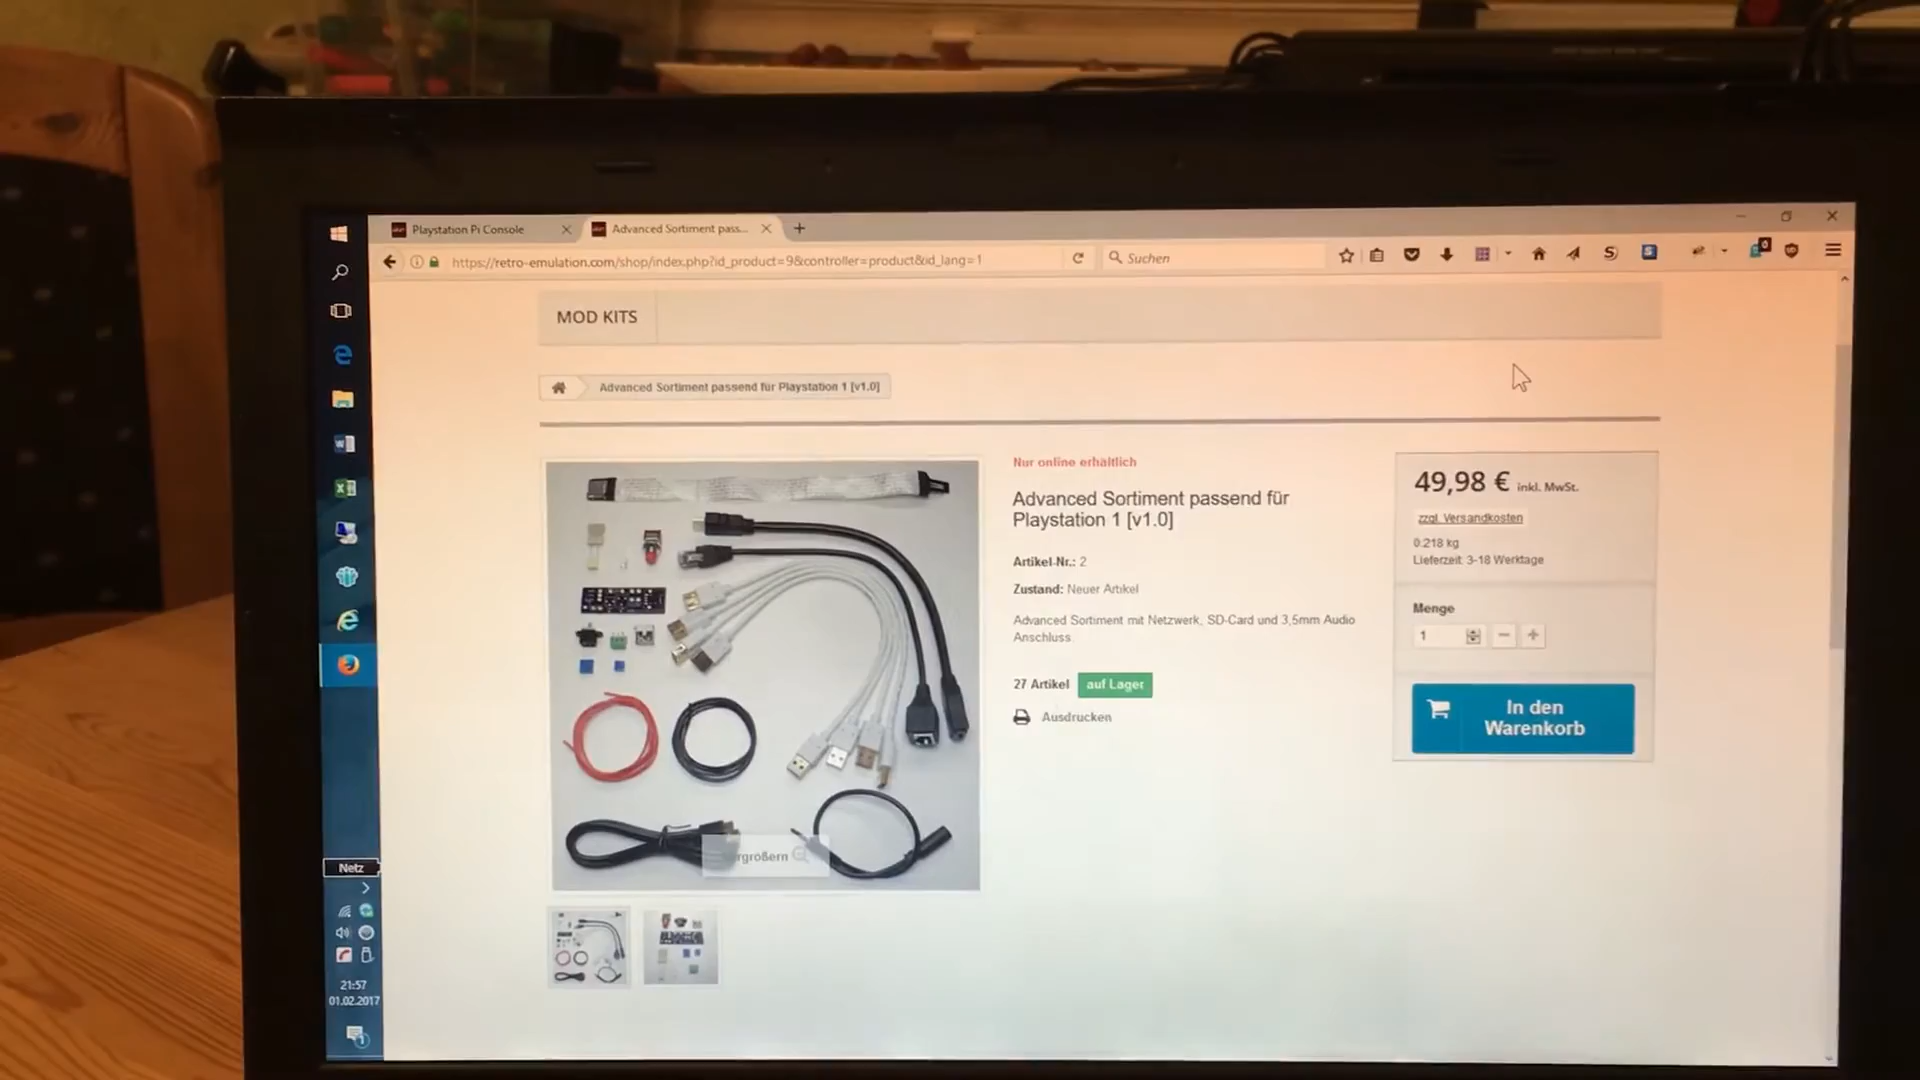 Playstation Pi Console
Advanced Sortiment pass...
https://retro-emulation.com/shop/index.php?id_product=9&controller=product&id_lang=1
Suchen
MOD KITS
Advanced Sortiment passend für Playstation 1 [v1.0]
Nur online erhältlich
Advanced Sortiment passend für
Playstation 1 [v1.0]
Artikel-Nr.: 2
Zustand: Neuer Artikel
Advanced Sortiment mit Netzwerk, SD-Card und 3,5mm Audio
Anschluss.
27 Artikel auf Lager
Ausdrucken
49,98 € inkl. MwSt.
zzgl. Versandkosten
0.218 kg
Lieferzeit: 3-18 Werktage
Menge
1
In den
Warenkorb
Netz
21:57
01.02.2017